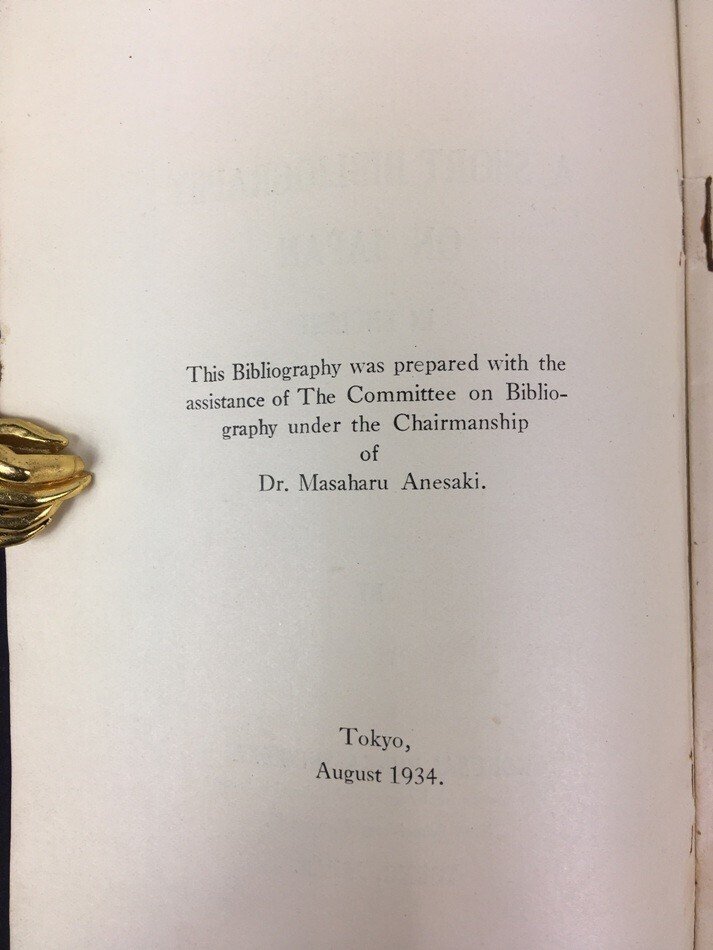 This Bibliography was prepared with the
assistance of The Committee on Biblio-
graphy under the Chairmanship
of
Dr. Masaharu Anesaki.
Tokyo,
August 1934.